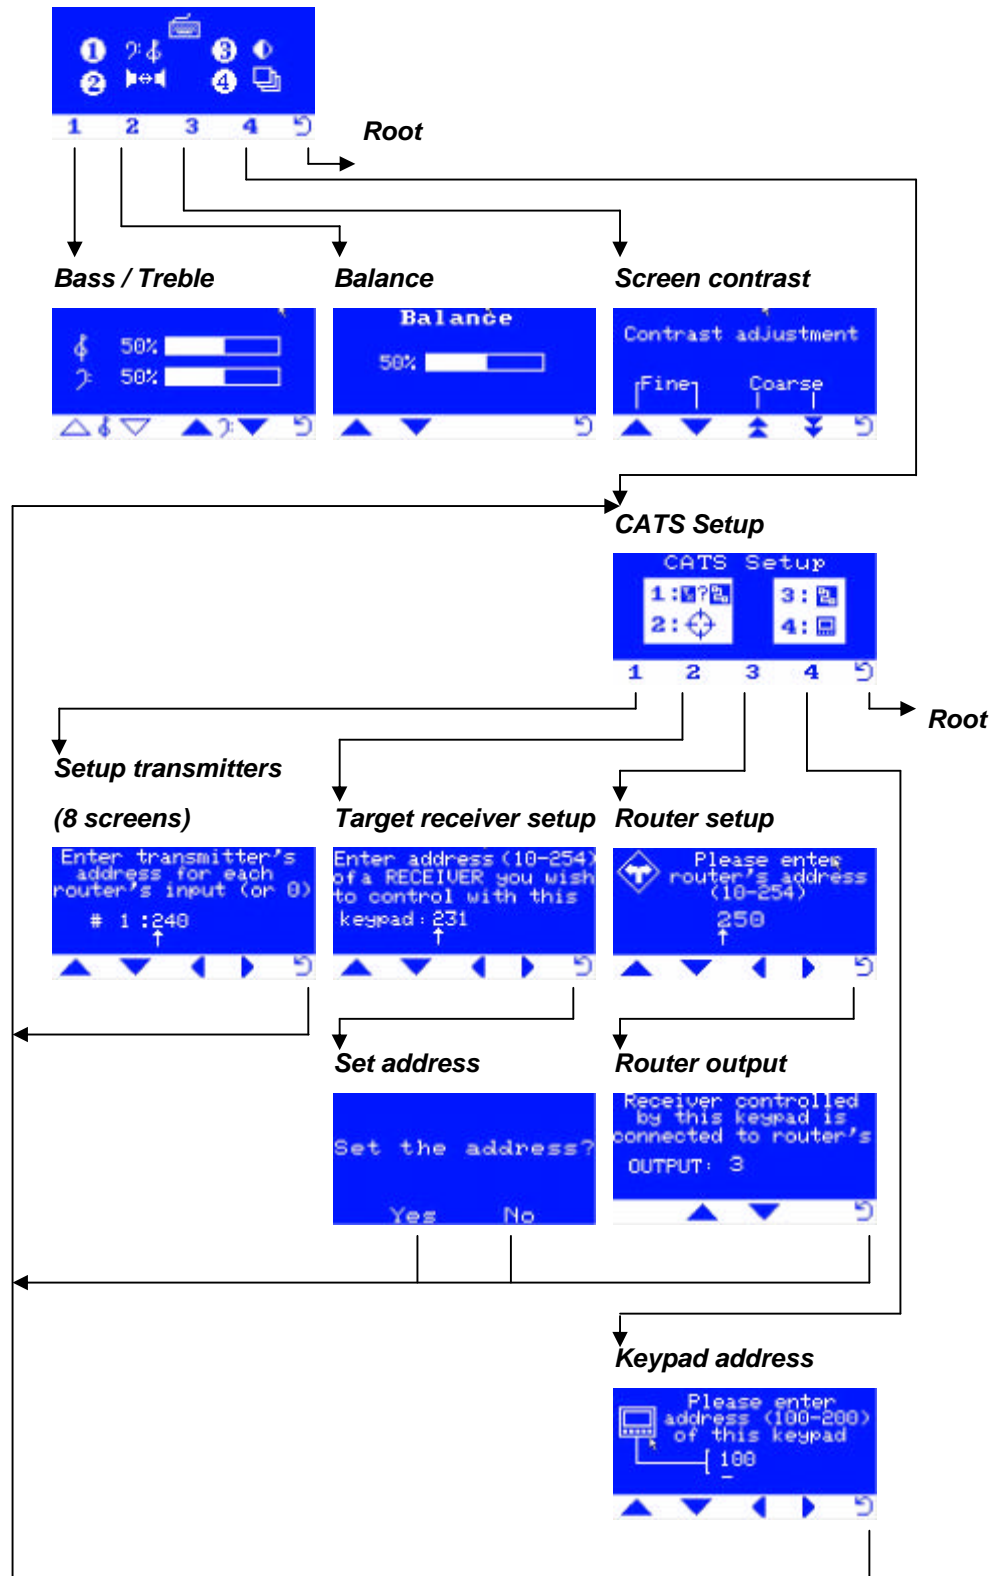 1 3
2 4
1 2 3 4
Root
Bass / Treble
Balance
Screen contrast
50%
50%
Balance
50%
Contrast adjustment
Fine Coarse
CATS Setup
CATS Setup
1: ? 3:
2: 4:
1 2 3 4
Root
Setup transmitters
(8 screens)
Target receiver setup
Router setup
Enter transmitter's
address for each
router's input (or 0)
# 1 :240
Enter address (10-254)
of a RECEIVER you wish
to control with this
keypad: 231
Please enter
router's address
(10-254)
250
Set address
Router output
Set the address?
Yes No
Receiver controlled
by this keypad is
connected to router's
OUTPUT: 3
Keypad address
Please enter
address (100-200)
of this keypad
100